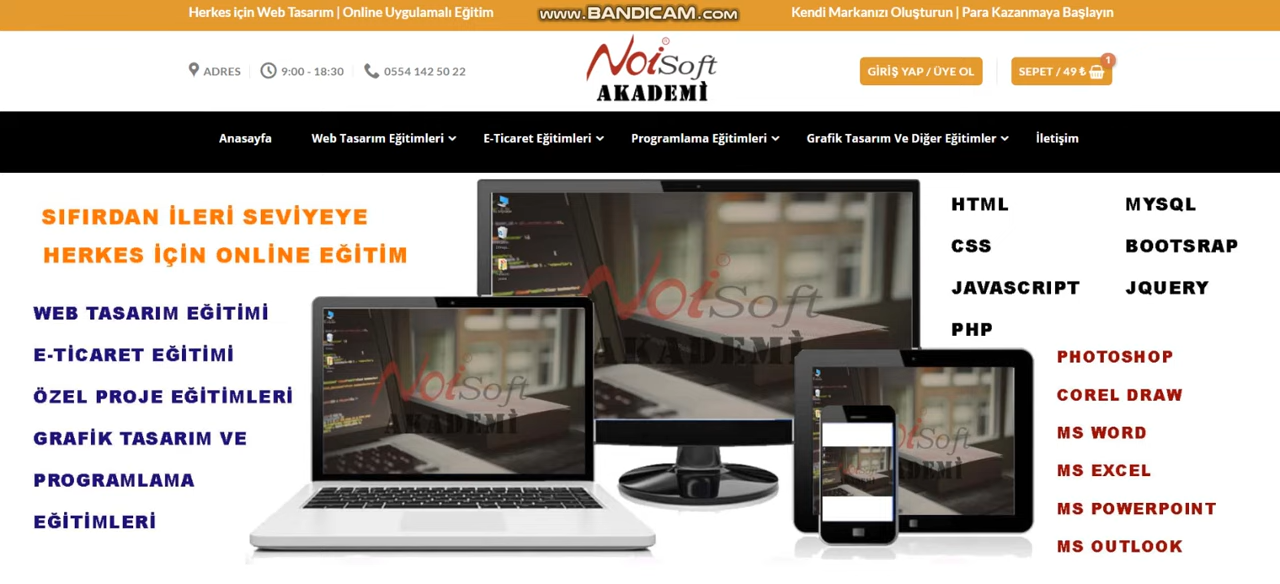 Herkes için Web Tasarım | Online Uygulamalı Eğitim
www.BANDICAM.com
Kendi Markanızı Oluşturun | Para Kazanmaya Başlayın
ADRES
9:00 - 18:30
0554 142 50 22
NoiSoft
AKADEMİ
GİRİŞ YAP / ÜYE OL
SEPET / 49 ₺
1
Anasayfa
Web Tasarım Eğitimleri
E-Ticaret Eğitimleri
Programlama Eğitimleri
Grafik Tasarım Ve Diğer Eğitimler
İletişim
SIFIRDAN İLERİ SEVİYEYE
HERKES İÇİN ONLINE EĞİTİM
WEB TASARIM EĞİTİMİ
E-TİCARET EĞİTİMİ
ÖZEL PROJE EĞİTİMLERİ
GRAFİK TASARIM VE
PROGRAMLAMA
EĞİTİMLERİ
NoiSoft
AKADEMİ
NoiSoft
AKADEMİ
NoiSoft
HTML
CSS
JAVASCRIPT
PHP
MYSQL
BOOTSRAP
JQUERY
PHOTOSHOP
COREL DRAW
MS WORD
MS EXCEL
MS POWERPOINT
MS OUTLOOK